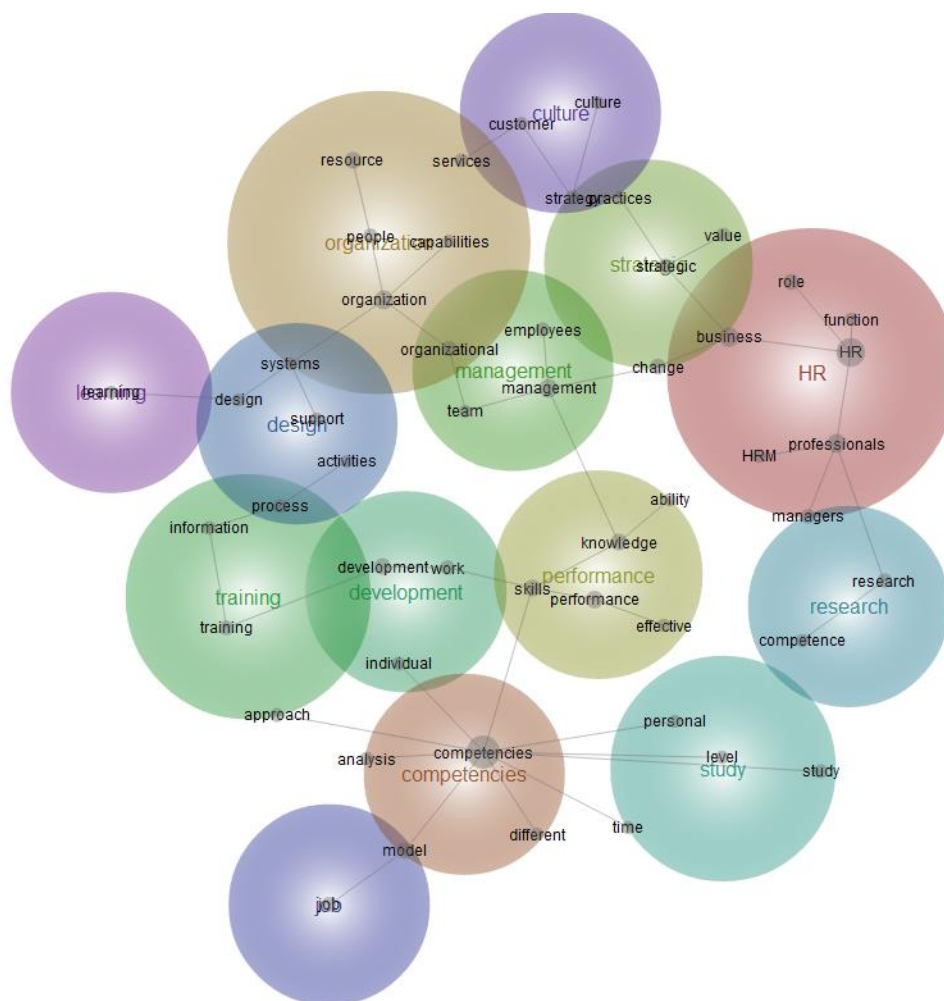 culture
customer
culture
resource
services
strategy
practices
people
organization
capabilities
value
strategic
role
organization
function
employees
business
HR
systems
organizational
management
change
HR
learning
learning
design
management
team
support
design
professionals
HRM
activities
ability
process
managers
information
knowledge
development
work
performance
research
training
development
skills
performance
research
training
effective
competence
individual
approach
personal
competencies
analysis
level
competencies
study
study
different
time
model
job
job